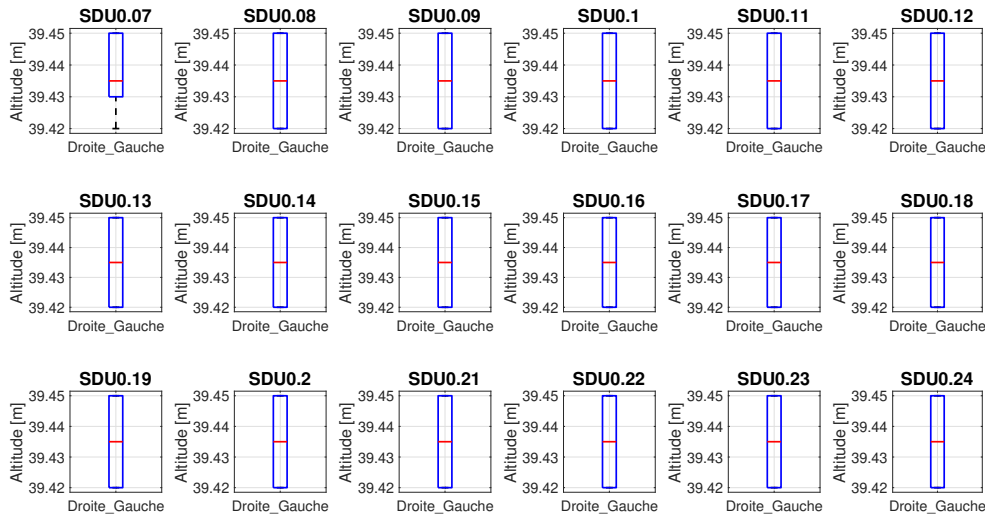 SDU0.07 SDU0.08 SDU0.09 SDU0.1 SDU0.11 SDU0.12
39.45 39.45 39.45 39.45 39.45 39.45
39.44 39.44 39.44 39.44 39.44 39.44
39.43 39.43 39.43 39.43 39.43 39.43
39.42 39.42 39.42 39.42 39.42 39.42
Altitude [m] Altitude [m] Altitude [m] Altitude [m] Altitude [m] Altitude [m]
Droite_Gauche Droite_Gauche Droite_Gauche Droite_Gauche Droite_Gauche Droite_Gauche
SDU0.13 SDU0.14 SDU0.15 SDU0.16 SDU0.17 SDU0.18
39.45 39.45 39.45 39.45 39.45 39.45
39.44 39.44 39.44 39.44 39.44 39.44
39.43 39.43 39.43 39.43 39.43 39.43
39.42 39.42 39.42 39.42 39.42 39.42
Altitude [m] Altitude [m] Altitude [m] Altitude [m] Altitude [m] Altitude [m]
Droite_Gauche Droite_Gauche Droite_Gauche Droite_Gauche Droite_Gauche Droite_Gauche
SDU0.19 SDU0.2 SDU0.21 SDU0.22 SDU0.23 SDU0.24
39.45 39.45 39.45 39.45 39.45 39.45
39.44 39.44 39.44 39.44 39.44 39.44
39.43 39.43 39.43 39.43 39.43 39.43
39.42 39.42 39.42 39.42 39.42 39.42
Altitude [m] Altitude [m] Altitude [m] Altitude [m] Altitude [m] Altitude [m]
Droite_Gauche Droite_Gauche Droite_Gauche Droite_Gauche Droite_Gauche Droite_Gauche